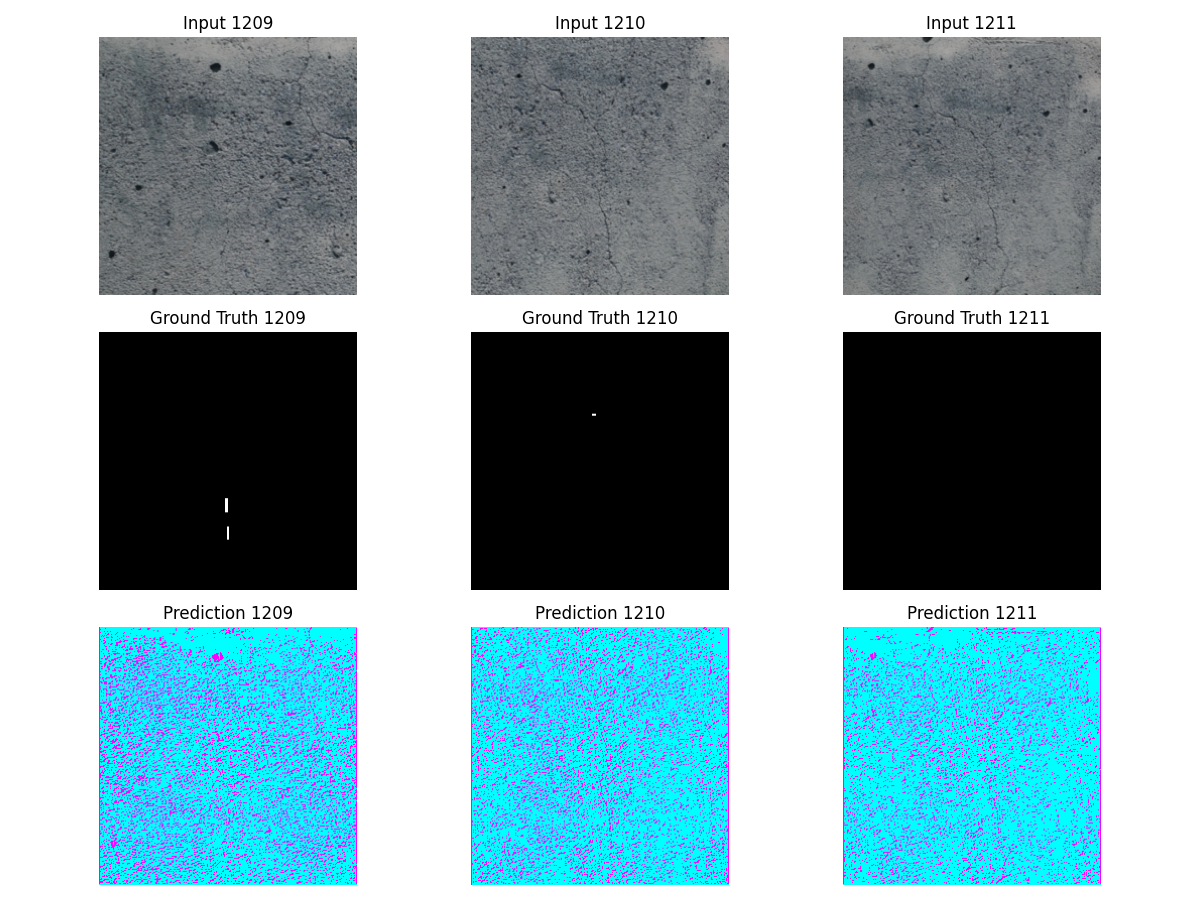 Input 1209
Input 1210
Input 1211
Ground Truth 1209
Ground Truth 1210
Ground Truth 1211
Prediction 1209
Prediction 1210
Prediction 1211